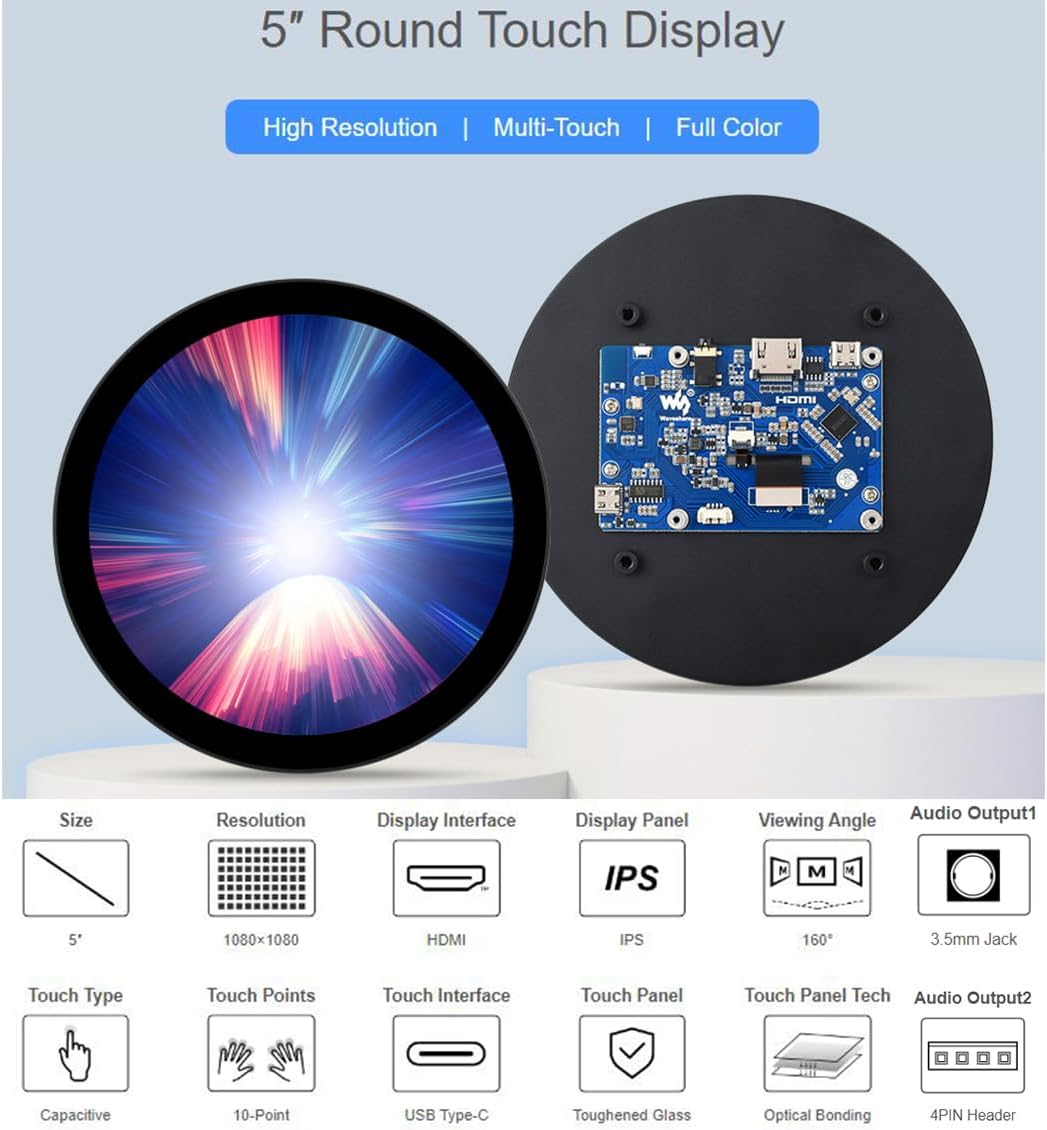 5″ Round Touch Display
High Resolution | Multi-Touch | Full Color
HDMI
Waveshare
Size
Resolution
Display Interface
Display Panel
Viewing Angle
Audio Output1
IPS
M M M
5″
1080×1080
HDMI
IPS
160°
3.5mm Jack
Touch Type
Touch Points
Touch Interface
Touch Panel
Touch Panel Tech
Audio Output2
Capacitive
10-Point
USB Type-C
Toughened Glass
Optical Bonding
4PIN Header